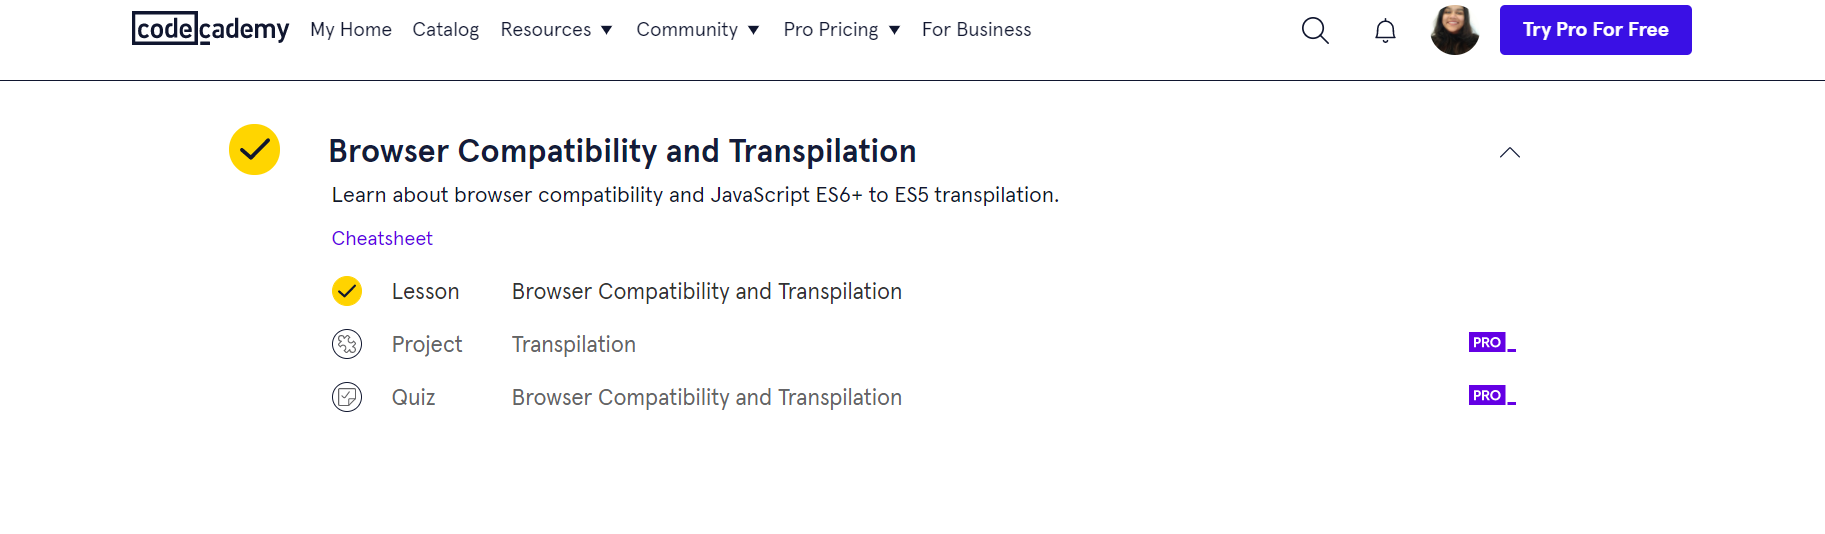 codecademy My Home Catalog Resources ▼ Community ▼ Pro Pricing ▼ For Business Try Pro For Free
Browser Compatibility and Transpilation
Learn about browser compatibility and JavaScript ES6+ to ES5 transpilation.
Cheatsheet
Lesson Browser Compatibility and Transpilation
Project Transpilation PRO_
Quiz Browser Compatibility and Transpilation PRO_